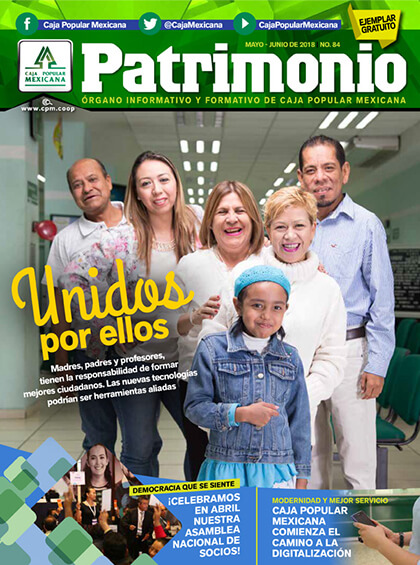 Caja Popular Mexicana
@CajaMexicana
CajaPopularMexicana
EJEMPLAR
GRATUITO
MAYO - JUNIO DE 2018 NO. 84
CAJA POPULAR
MEXICANA
Patrimonio
www.cpm.coop
ÓRGANO INFORMATIVO Y FORMATIVO DE CAJA POPULAR MEXICANA
Unidos
por ellos
Madres, padres y profesores,
tienen la responsabilidad de formar
mejores ciudadanos. Las nuevas tecnologías
podrían ser herramientas aliadas
DEMOCRACIA QUE SE SIENTE
¡CELEBRAMOS
EN ABRIL
NUESTRA
ASAMBLEA
NACIONAL DE
SOCIOS!
MODERNIDAD Y MEJOR SERVICIO
CAJA POPULAR
MEXICANA
COMIENZA EL
CAMINO A LA
DIGITALIZACIÓN